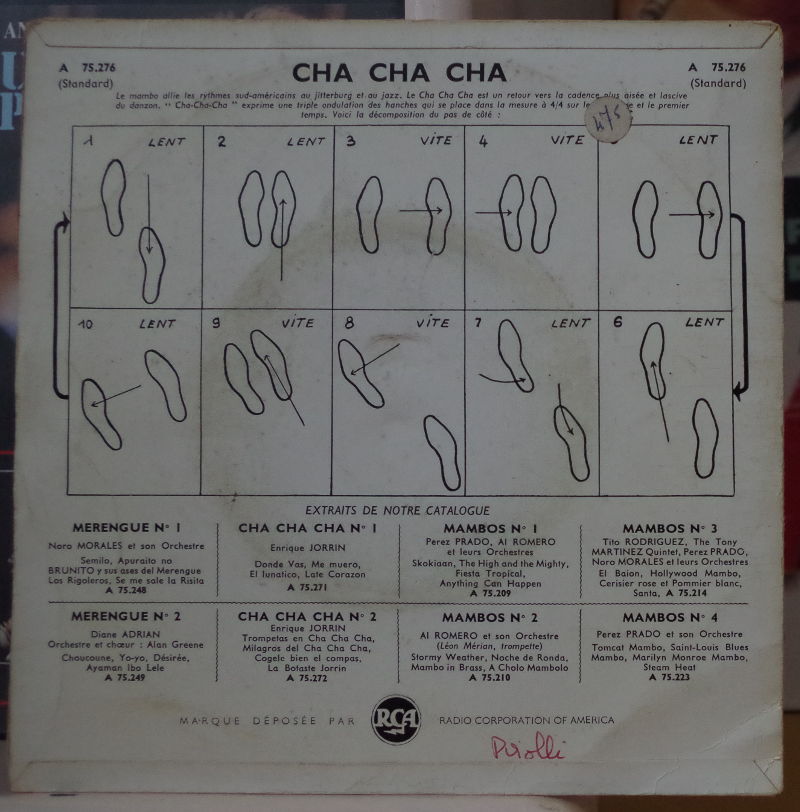 A 75.276
(Standard)
CHA CHA CHA
A 75.276
(Standard)
Le mambo allie les rythmes sud-américains au jitterburg et au jazz. Le Cha Cha Cha est un retour vers la cadence plus aisée et lascive
du danzon. "Cha-Cha-Cha" exprime une triple ondulation des hanches qui se place dans la mesure à 4/4 sur le et le premier
temps. Voici la décomposition du pas de côté :
475
1 LENT
2 LENT
3 VITE
4 VITE
LENT
10 LENT
9 VITE
8 VITE
7 LENT
6 LENT
EXTRAITS DE NOTRE CATALOGUE
MERENGUE N° 1
Noro MORALES et son Orchestre
Semilo, Apuraito no
BRUNITO y sus ases del Merengue
Los Rigoleros, Se me sale la Risita
A 75.248
CHA CHA CHA N° 1
Enrique JORRIN
Donde Vas, Me muero,
El lunatico, Late Corazon
A 75.271
MAMBOS N° 1
Perez PRADO, Al ROMERO
et leurs Orchestres
Skokiaan, The High and the Mighty,
Fiesta Tropical,
Anything Can Happen
A 75.209
MAMBOS N° 3
Tito RODRIGUEZ, The Tony
MARTINEZ Quintet, Perez PRADO,
Noro MORALES et leurs Orchestres
El Baion, Hollywood Mambo,
Cerisier rose et Pommier blanc,
Santa, A 75.214
MERENGUE N° 2
Diane ADRIAN
Orchestre et chœur : Alan Greene
Choucoune, Yo-yo, Désirée,
Ayaman Ibo Lele
A 75.249
CHA CHA CHA N° 2
Enrique JORRIN
Trompetas en Cha Cha Cha,
Milagros del Cha Cha Cha,
Cogele bien el compas,
La Botaste Jorrin
A 75.272
MAMBOS N° 2
Al ROMERO et son Orchestre
(Léon Mérian, trompette)
Stormy Weather, Noche de Ronda,
Mambo in Brass, A Cholo Mambolo
A 75.210
MAMBOS N° 4
Perez PRADO et son Orchestre
Tomcat Mambo, Saint-Louis Blues
Mambo, Marilyn Monroe Mambo,
Steam Heat
A 75.223
MARQUE DÉPOSÉE PAR RCA RADIO CORPORATION OF AMERICA